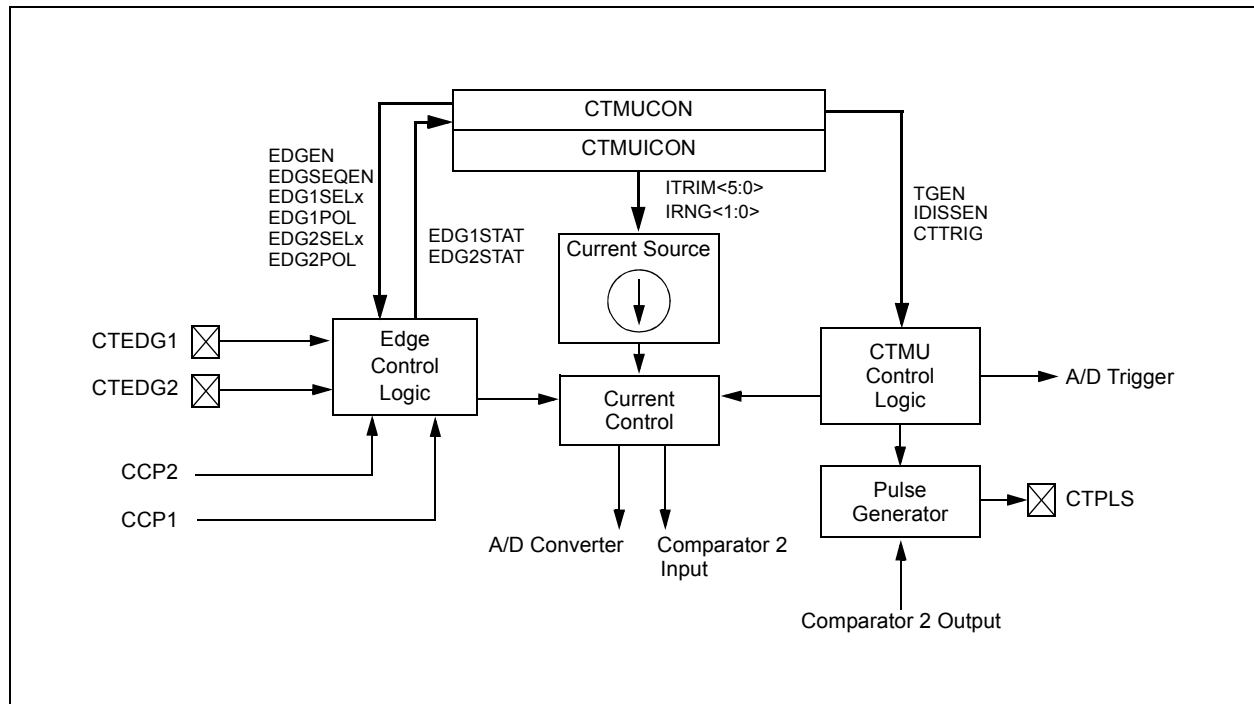 CTMUCON
CTMUICON
EDGEN
EDGSEQEN
EDG1SELx
EDG1POL
EDG2SELx
EDG2POL
EDG1STAT
EDG2STAT
ITRIM<5:0>
IRNG<1:0>
TGEN
IDISSEN
CTTRIG
Current Source
CTEDG1
CTEDG2
Edge
Control
Logic
Current
Control
CTMU
Control
Logic
A/D Trigger
CCP2
CCP1
Pulse
Generator
CTPLS
A/D Converter
Comparator 2
Input
Comparator 2 Output